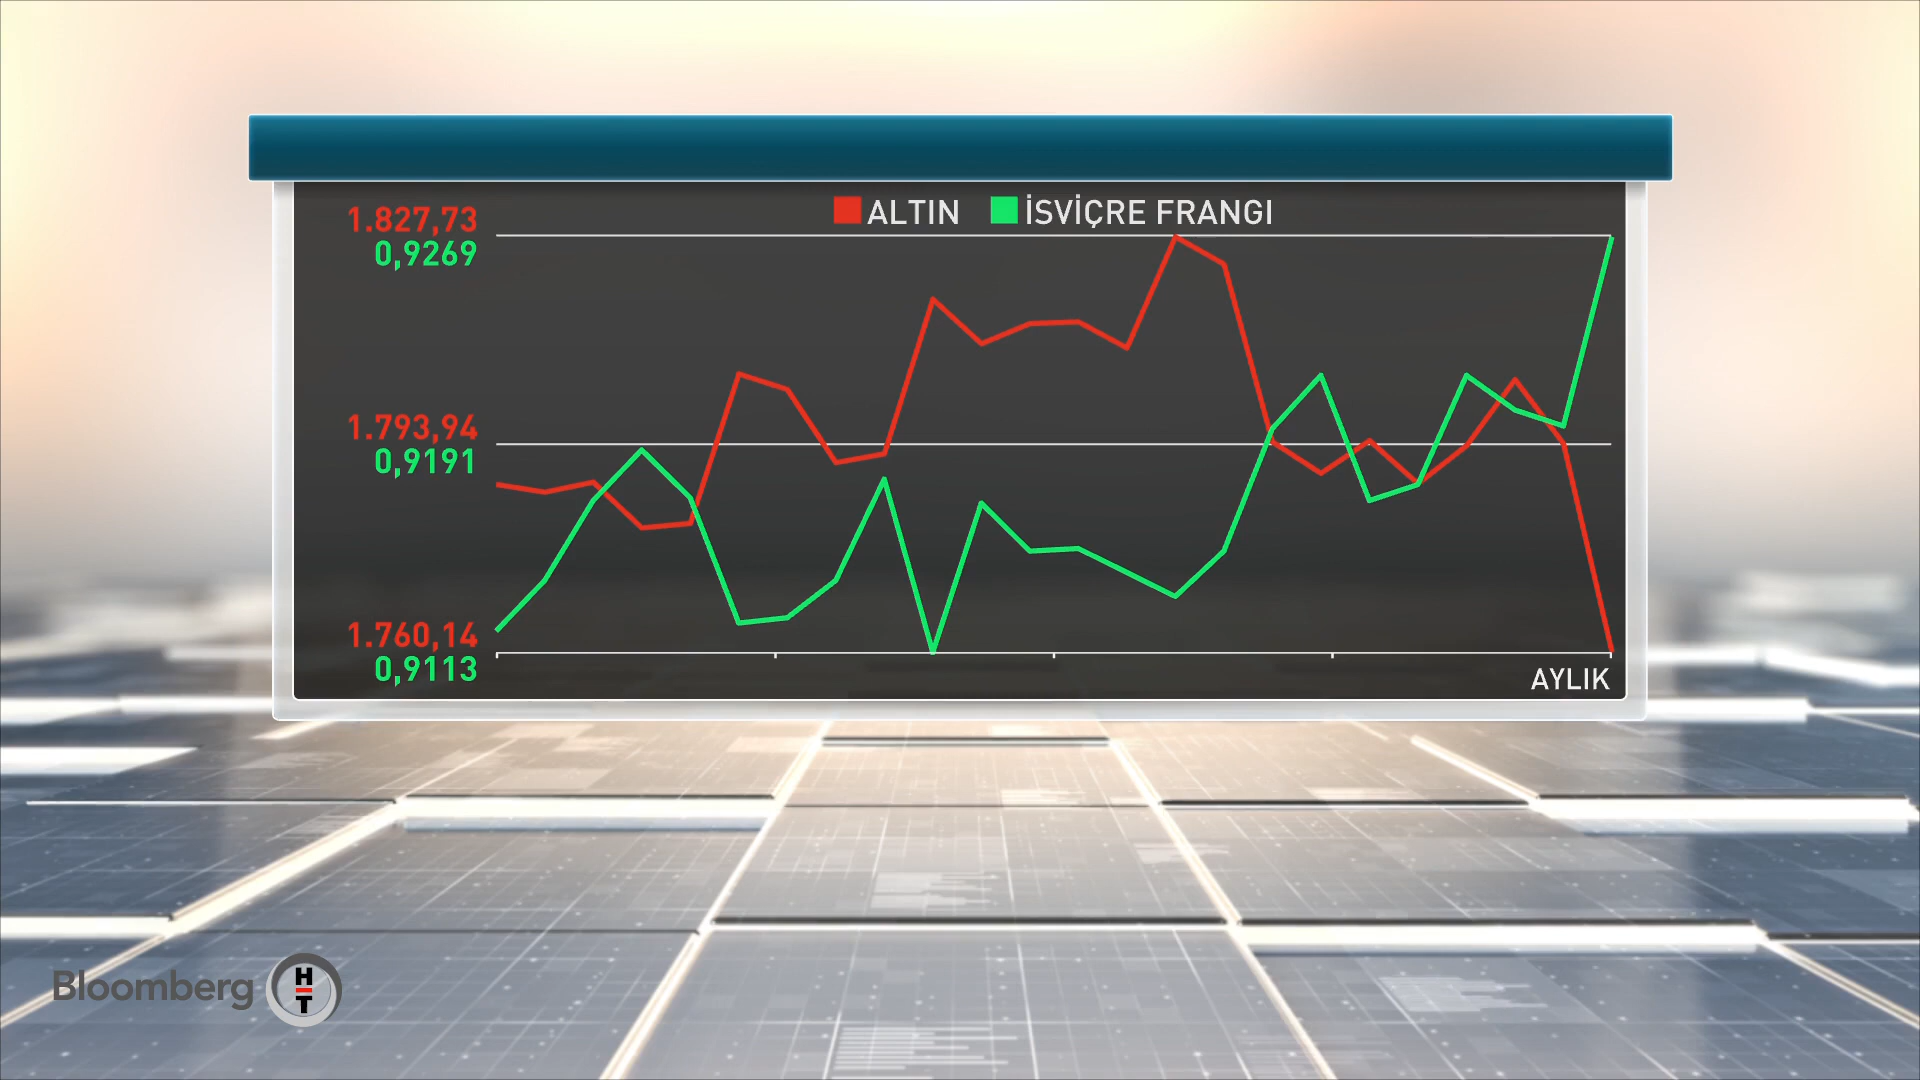 ALTIN İSVİÇRE FRANGI
1.827,73
0,9269
1.793,94
0,9191
1.760,14
0,9113
AYLIK
Bloomberg HT